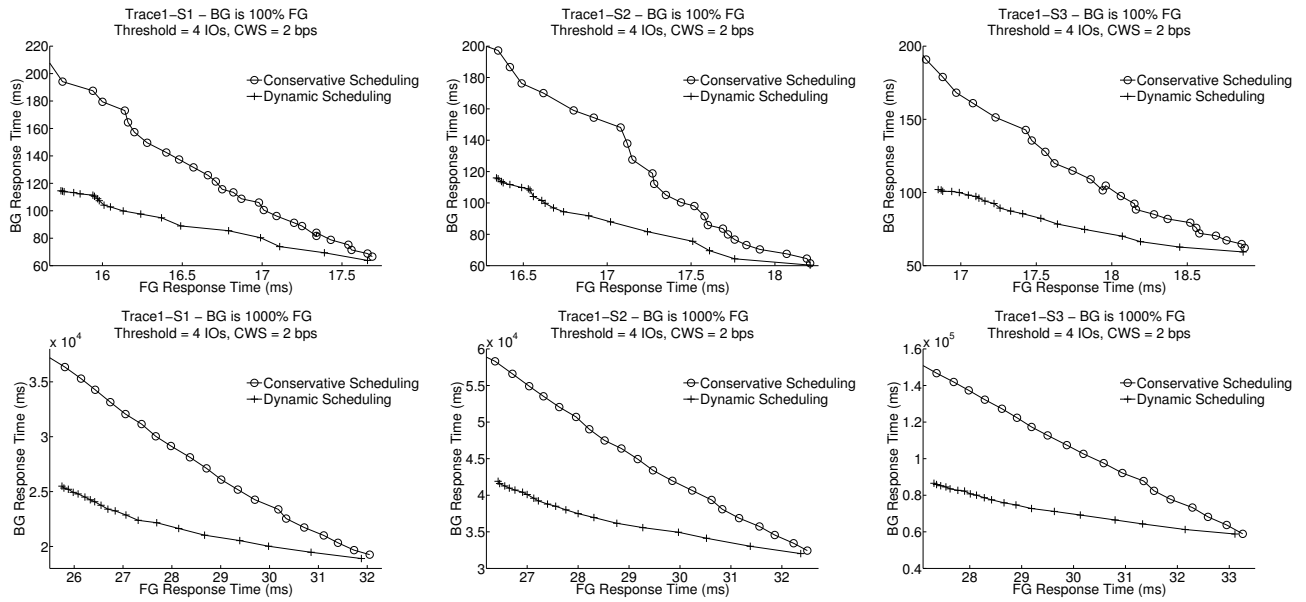 Trace1−S1 − BG is 100% FG
Threshold = 4 IOs, CWS = 2 bps
220
200
180
160
140
120
100
80
60
BG Response Time (ms)
Conservative Scheduling
Dynamic Scheduling
16 16.5 17 17.5
FG Response Time (ms)
Trace1−S2 − BG is 100% FG
Threshold = 4 IOs, CWS = 2 bps
200
180
160
140
120
100
80
60
BG Response Time (ms)
Conservative Scheduling
Dynamic Scheduling
16.5 17 17.5 18
FG Response Time (ms)
Trace1−S3 − BG is 100% FG
Threshold = 4 IOs, CWS = 2 bps
200
150
100
50
BG Response Time (ms)
Conservative Scheduling
Dynamic Scheduling
17 17.5 18 18.5
FG Response Time (ms)
Trace1−S1 − BG is 1000% FG
Threshold = 4 IOs, CWS = 2 bps
x 10⁴
3.5
3
2.5
2
BG Response Time (ms)
Conservative Scheduling
Dynamic Scheduling
26 27 28 29 30 31 32
FG Response Time (ms)
Trace1−S2 − BG is 1000% FG
Threshold = 4 IOs, CWS = 2 bps
x 10⁴
6
5.5
5
4.5
4
3.5
3
BG Response Time (ms)
Conservative Scheduling
Dynamic Scheduling
27 28 29 30 31 32
FG Response Time (ms)
Trace1−S3 − BG is 1000% FG
Threshold = 4 IOs, CWS = 2 bps
x 10⁵
1.6
1.4
1.2
1
0.8
0.6
0.4
BG Response Time (ms)
Conservative Scheduling
Dynamic Scheduling
28 29 30 31 32 33
FG Response Time (ms)